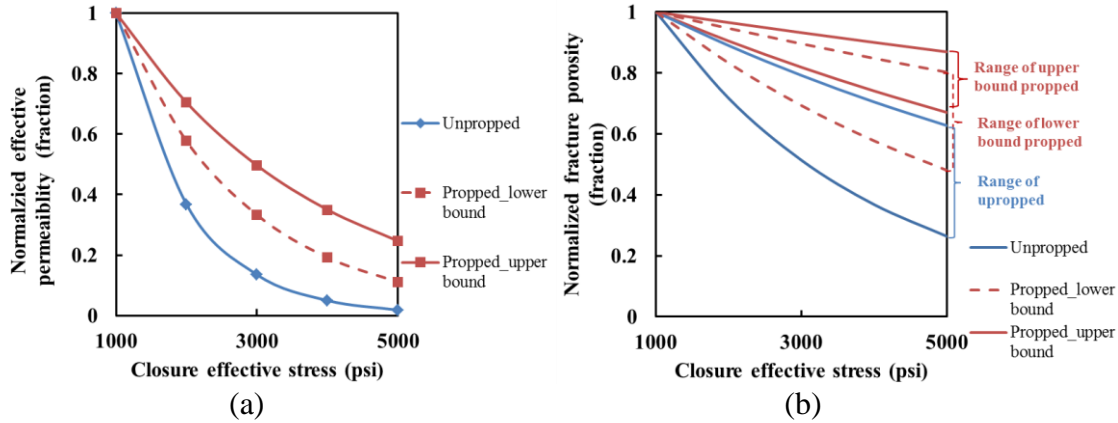 Normalzied effective
permeaiblity (fraction)
1
0.8
0.6
0.4
0.2
0
1000
3000
5000
Closure effective stress (psi)
Unpropped
Propped_lower
bound
Propped_upper
bound
(a)
Normalized fracture porosity
(fraction)
1
0.8
0.6
0.4
0.2
0
1000
3000
5000
Closure effective stress (psi)
Range of upper
bound propped
Range of lower
bound propped
Range of
upropped
Unpropped
Propped_lower
bound
Propped_upper
bound
(b)